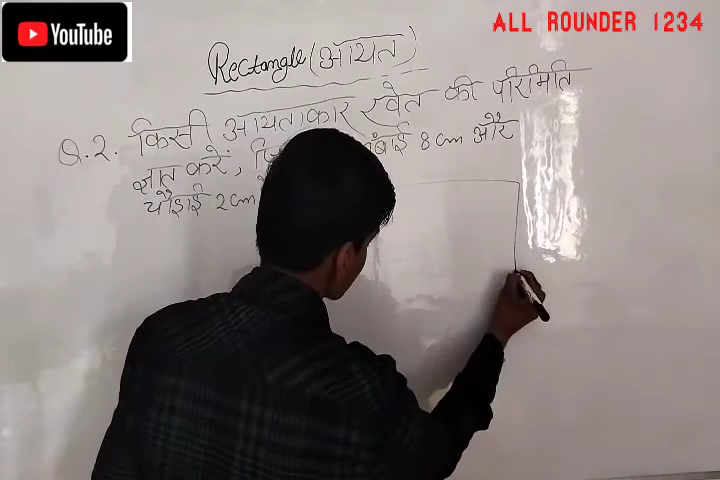 YouTube
ALL ROUNDER 1234
Rectangle (आयत)
Q.2. किसी आयताकार खेत की परिमिति
ज्ञात करें, लंबाई 8 cm और
चौड़ाई 2 cm